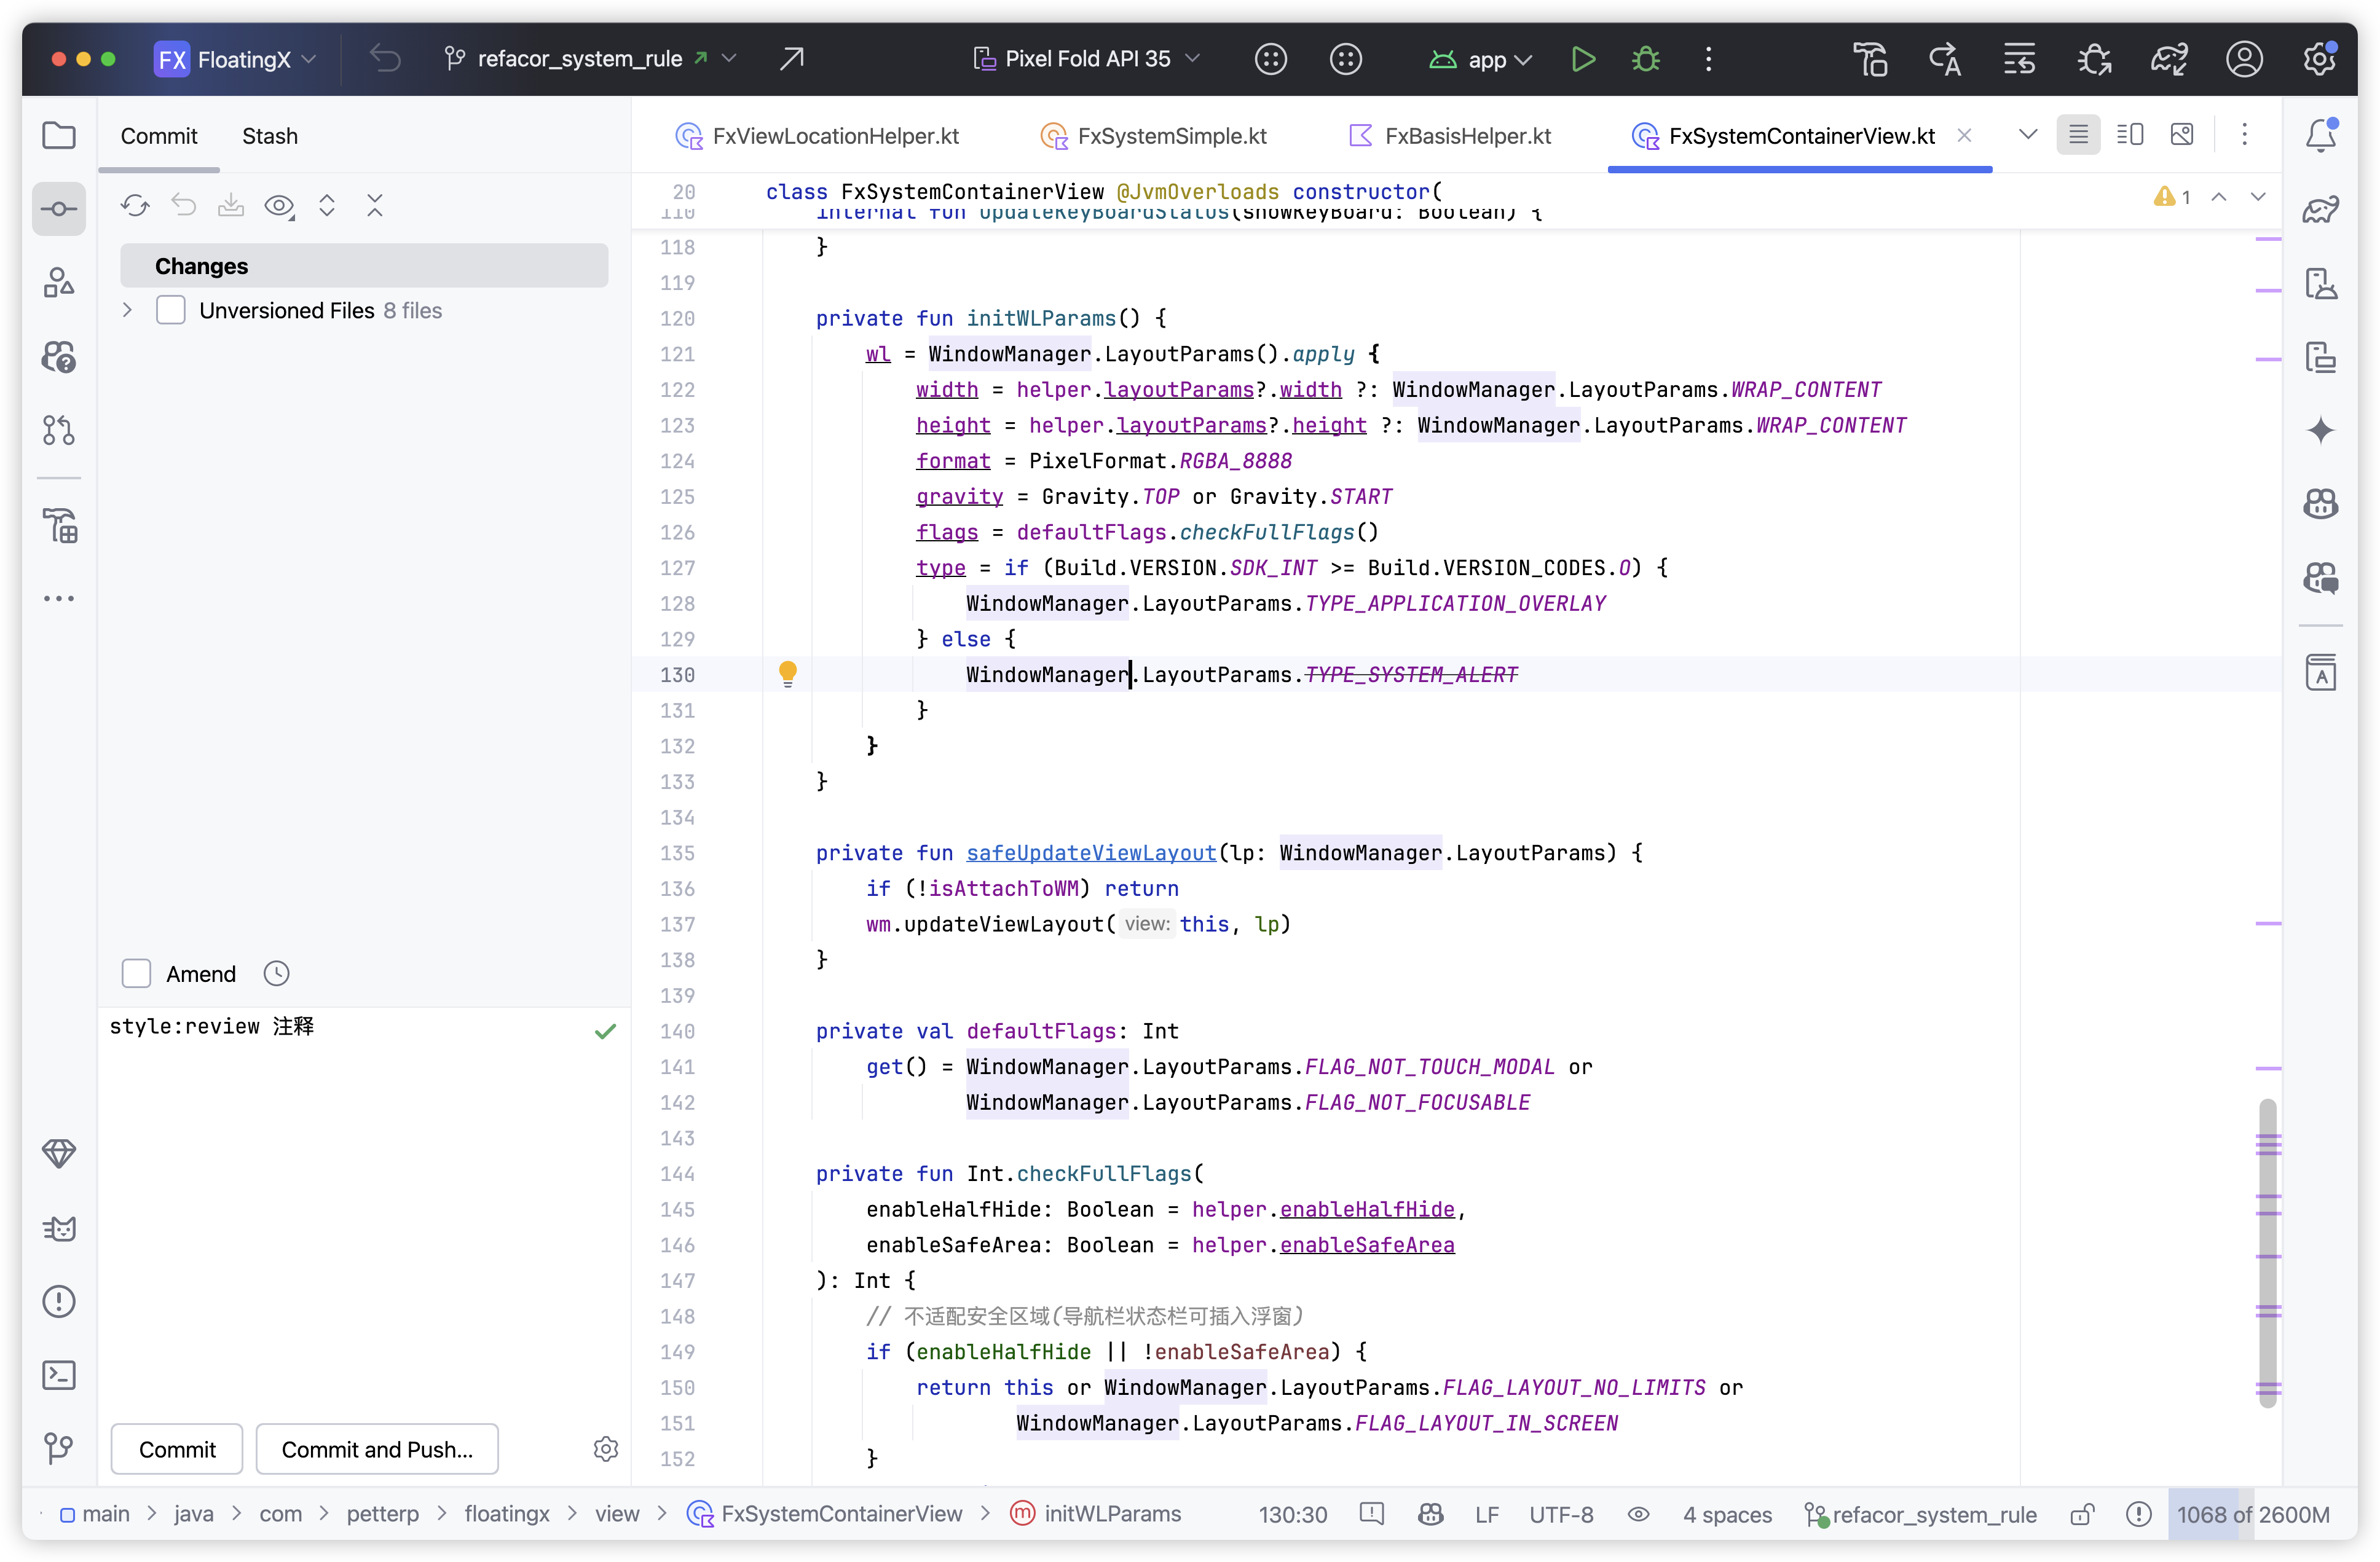 FX FloatingX
refacor_system_rule
Pixel Fold API 35
app
Commit Stash
Changes
Unversioned Files 8 files
Amend
style:review 注释
Commit Commit and Push...
FxViewLocationHelper.kt FxSystemSimple.kt FxBasisHelper.kt FxSystemContainerView.kt
20 class FxSystemContainerView @JvmOverloads constructor(
1
internal fun updateKeyBoardStatus(showKeyBoard: Boolean) {
118 }
119
120 private fun initWLParams() {
121 wl = WindowManager.LayoutParams().apply {
122 width = helper.layoutParams?.width ?: WindowManager.LayoutParams.WRAP_CONTENT
123 height = helper.layoutParams?.height ?: WindowManager.LayoutParams.WRAP_CONTENT
124 format = PixelFormat.RGBA_8888
125 gravity = Gravity.TOP or Gravity.START
126 flags = defaultFlags.checkFullFlags()
127 type = if (Build.VERSION.SDK_INT >= Build.VERSION_CODES.O) {
128 WindowManager.LayoutParams.TYPE_APPLICATION_OVERLAY
129 } else {
130 WindowManager.LayoutParams.TYPE_SYSTEM_ALERT
131 }
132 }
133 }
134
135 private fun safeUpdateViewLayout(lp: WindowManager.LayoutParams) {
136 if (!isAttachToWM) return
137 wm.updateViewLayout( view: this, lp)
138 }
139
140 private val defaultFlags: Int
141 get() = WindowManager.LayoutParams.FLAG_NOT_TOUCH_MODAL or
142 WindowManager.LayoutParams.FLAG_NOT_FOCUSABLE
143
144 private fun Int.checkFullFlags(
145 enableHalfHide: Boolean = helper.enableHalfHide,
146 enableSafeArea: Boolean = helper.enableSafeArea
147 ): Int {
148 // 不适配安全区域(导航栏状态栏可插入浮窗)
149 if (enableHalfHide || !enableSafeArea) {
150 return this or WindowManager.LayoutParams.FLAG_LAYOUT_NO_LIMITS or
151 WindowManager.LayoutParams.FLAG_LAYOUT_IN_SCREEN
152 }
main > java > com > petterp > floatingx > view > FxSystemContainerView > m initWLParams
130:30 LF UTF-8 4 spaces refacor_system_rule 1068 of 2600M